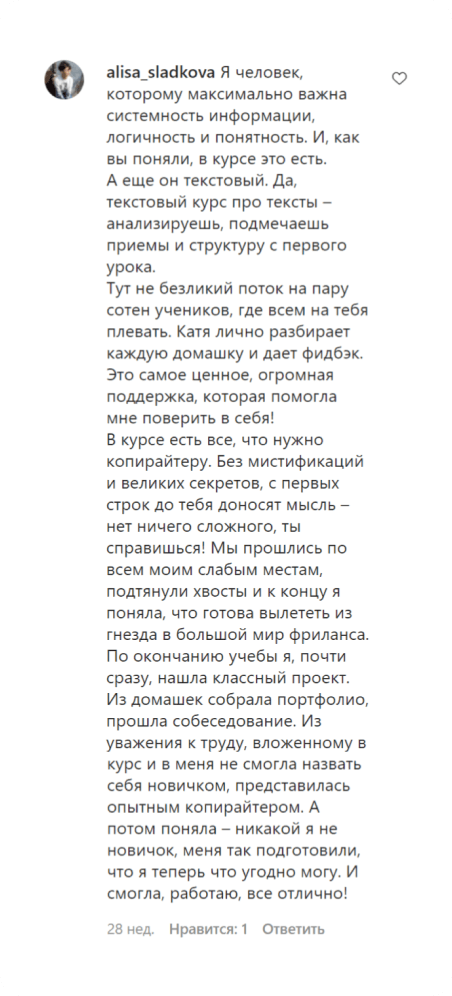 alisa_sladkova Я человек,
которому максимально важна
системность информации,
логичность и понятность. И, как
вы поняли, в курсе это есть.
А еще он текстовый. Да,
текстовый курс про тексты –
анализируешь, подмечаешь
приемы и структуру с первого
урока.
Тут не безликий поток на пару
сотен учеников, где всем на тебя
плевать. Катя лично разбирает
каждую домашку и дает фидбэк.
Это самое ценное, огромная
поддержка, которая помогла
мне поверить в себя!
В курсе есть все, что нужно
копирайтеру. Без мистификаций
и великих секретов, с первых
строк до тебя доносят мысль –
нет ничего сложного, ты
справишься! Мы прошлись по
всем моим слабым местам,
подтянули хвосты и к концу я
поняла, что готова вылететь из
гнезда в большой мир фриланса.
По окончанию учебы я, почти
сразу, нашла классный проект.
Из домашек собрала портфолио,
прошла собеседование. Из
уважения к труду, вложенному в
курс и в меня не смогла назвать
себя новичком, представилась
опытным копирайтером. А
потом поняла – никакой я не
новичок, меня так подготовили,
что я теперь что угодно могу. И
смогла, работаю, все отлично!
28 нед. Нравится: 1 Ответить